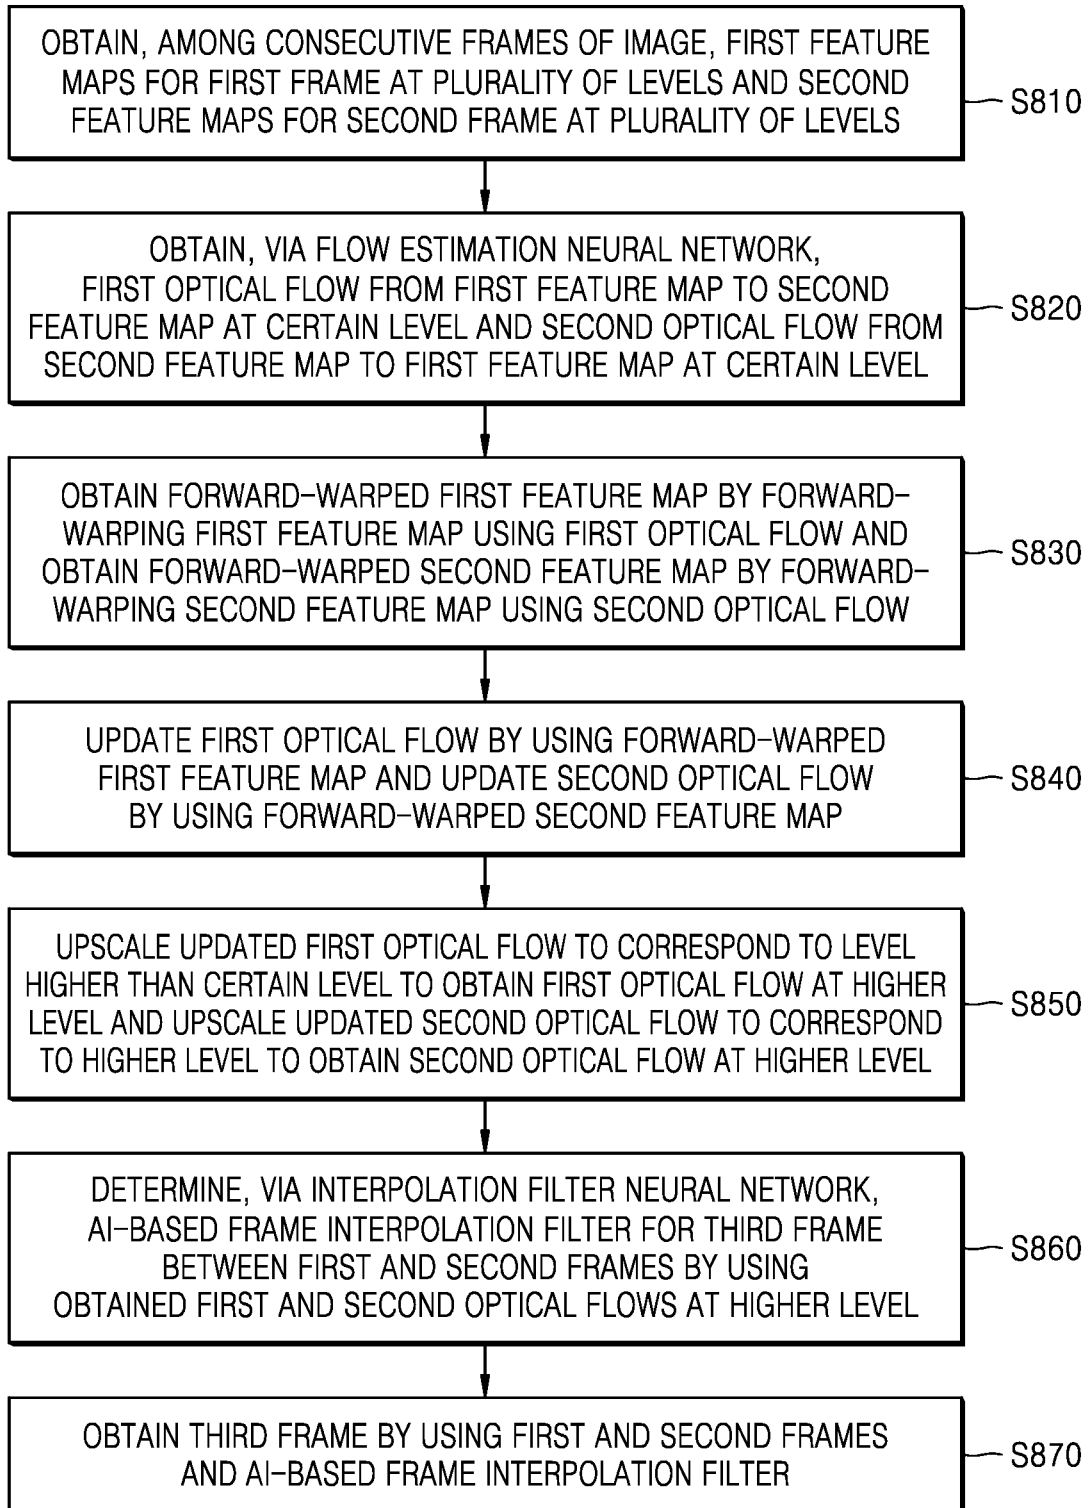 OBTAIN, AMONG CONSECUTIVE FRAMES OF IMAGE, FIRST FEATURE
MAPS FOR FIRST FRAME AT PLURALITY OF LEVELS AND SECOND
FEATURE MAPS FOR SECOND FRAME AT PLURALITY OF LEVELS
S810
OBTAIN, VIA FLOW ESTIMATION NEURAL NETWORK,
FIRST OPTICAL FLOW FROM FIRST FEATURE MAP TO SECOND
FEATURE MAP AT CERTAIN LEVEL AND SECOND OPTICAL FLOW FROM
SECOND FEATURE MAP TO FIRST FEATURE MAP AT CERTAIN LEVEL
S820
OBTAIN FORWARD-WARPED FIRST FEATURE MAP BY FORWARD-
WARPING FIRST FEATURE MAP USING FIRST OPTICAL FLOW AND
OBTAIN FORWARD-WARPED SECOND FEATURE MAP BY FORWARD-
WARPING SECOND FEATURE MAP USING SECOND OPTICAL FLOW
S830
UPDATE FIRST OPTICAL FLOW BY USING FORWARD-WARPED
FIRST FEATURE MAP AND UPDATE SECOND OPTICAL FLOW
BY USING FORWARD-WARPED SECOND FEATURE MAP
S840
UPSCALE UPDATED FIRST OPTICAL FLOW TO CORRESPOND TO LEVEL
HIGHER THAN CERTAIN LEVEL TO OBTAIN FIRST OPTICAL FLOW AT HIGHER
LEVEL AND UPSCALE UPDATED SECOND OPTICAL FLOW TO CORRESPOND
TO HIGHER LEVEL TO OBTAIN SECOND OPTICAL FLOW AT HIGHER LEVEL
S850
DETERMINE, VIA INTERPOLATION FILTER NEURAL NETWORK,
AI-BASED FRAME INTERPOLATION FILTER FOR THIRD FRAME
BETWEEN FIRST AND SECOND FRAMES BY USING
OBTAINED FIRST AND SECOND OPTICAL FLOWS AT HIGHER LEVEL
S860
OBTAIN THIRD FRAME BY USING FIRST AND SECOND FRAMES
AND AI-BASED FRAME INTERPOLATION FILTER
S870